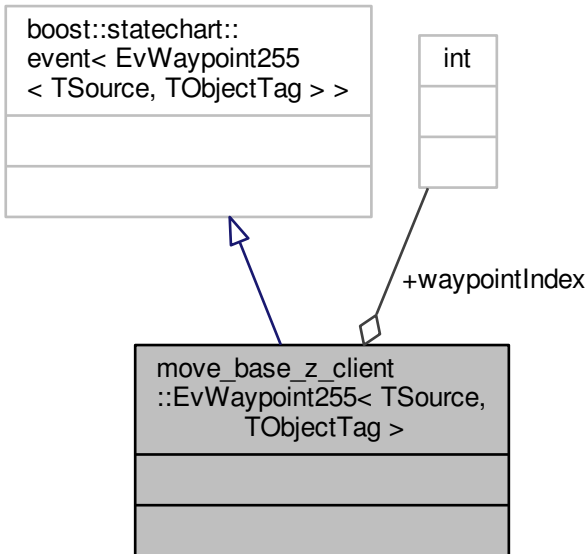 boost::statechart::
event< EvWaypoint255
< TSource, TObjectTag > >
int
+waypointIndex
move_base_z_client
::EvWaypoint255< TSource,
TObjectTag >